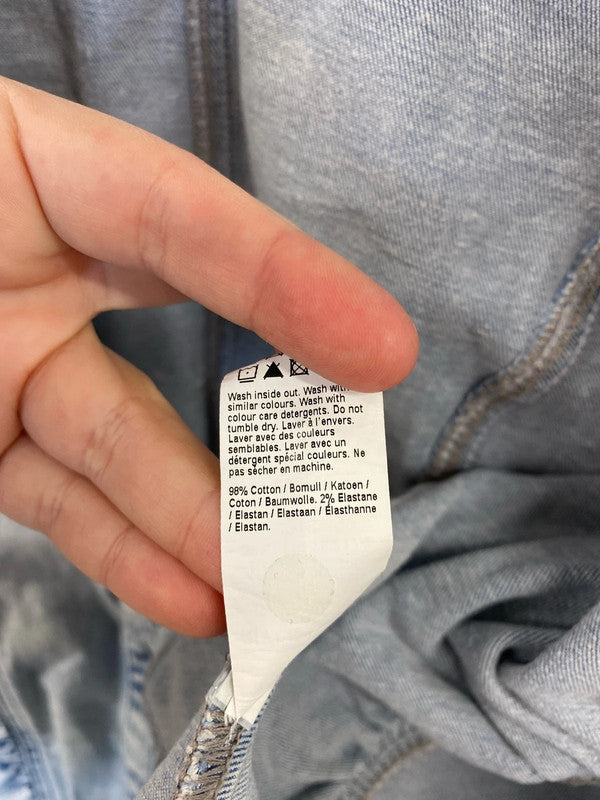 Wash inside out. Wash with
similar colours. Wash with
colour care detergents. Do not
tumble dry. Laver à l'envers.
Laver avec des couleurs
semblables. Laver avec un
détergent spécial couleurs. Ne
pas sécher en machine.
98% Cotton / Bomull / Katoen /
Coton / Baumwolle. 2% Elastane
/ Elastan / Elastaan / Élasthanne
/ Elastan.